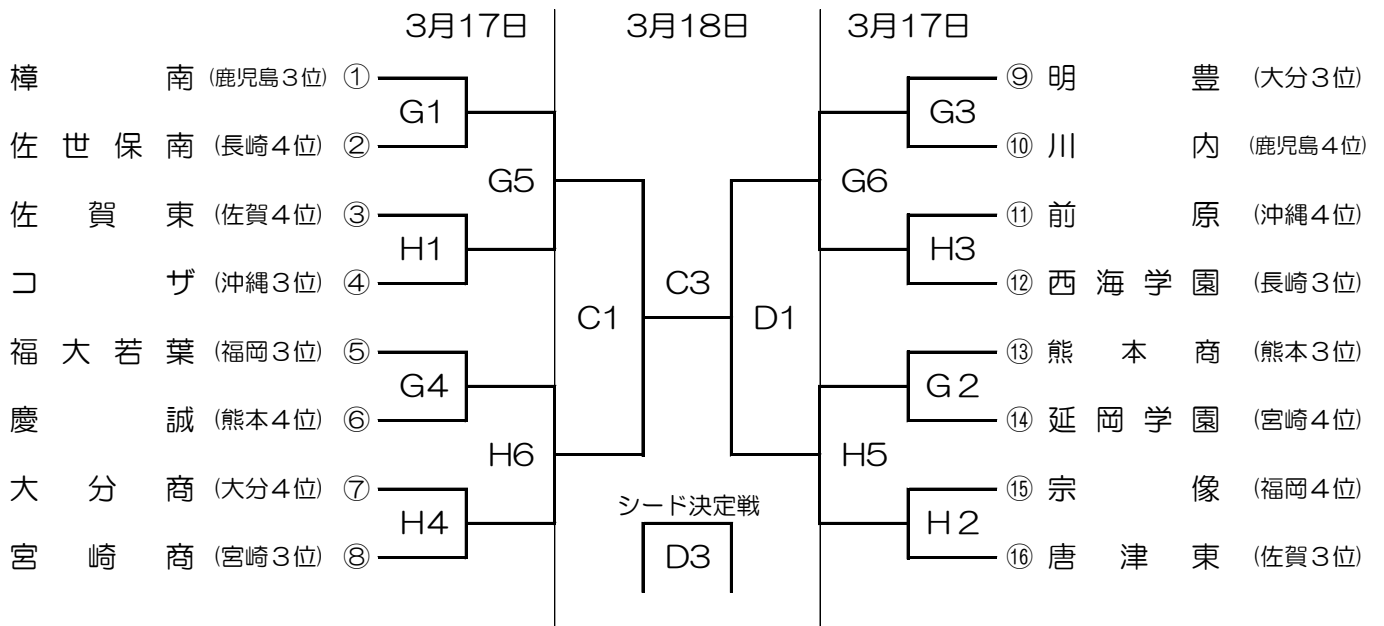 3月17日 3月18日 3月17日
樟南 (鹿児島3位) ① ⑨ 明豊 (大分3位)
G1 G3
佐世保南 (長崎4位) ② ⑩ 川内 (鹿児島4位)
G5 G6
佐賀東 (佐賀4位) ③ ⑪ 前原 (沖縄4位)
H1 H3
コザ (沖縄3位) ④ C3 ⑫ 西海学園 (長崎3位)
C1 D1
福大若葉 (福岡3位) ⑤ ⑬ 熊本商 (熊本3位)
G4 G2
慶誠 (熊本4位) ⑥ ⑭ 延岡学園 (宮崎4位)
H6 H5
大分商 (大分4位) ⑦ シード決定戦 ⑮ 宗像 (福岡4位)
H4 H2
宮崎商 (宮崎3位) ⑧ D3 ⑯ 唐津東 (佐賀3位)